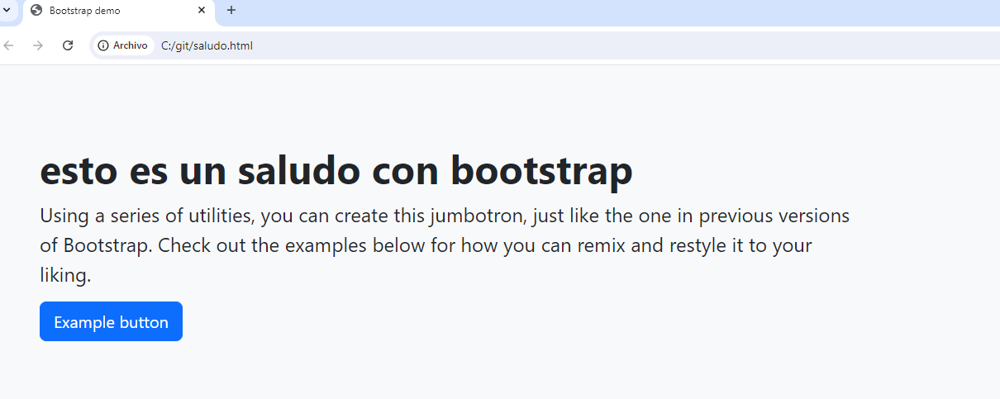 Bootstrap demo
Archivo C:/git/saludo.html
esto es un saludo con bootstrap
Using a series of utilities, you can create this jumbotron, just like the one in previous versions
of Bootstrap. Check out the examples below for how you can remix and restyle it to your
liking.
Example button